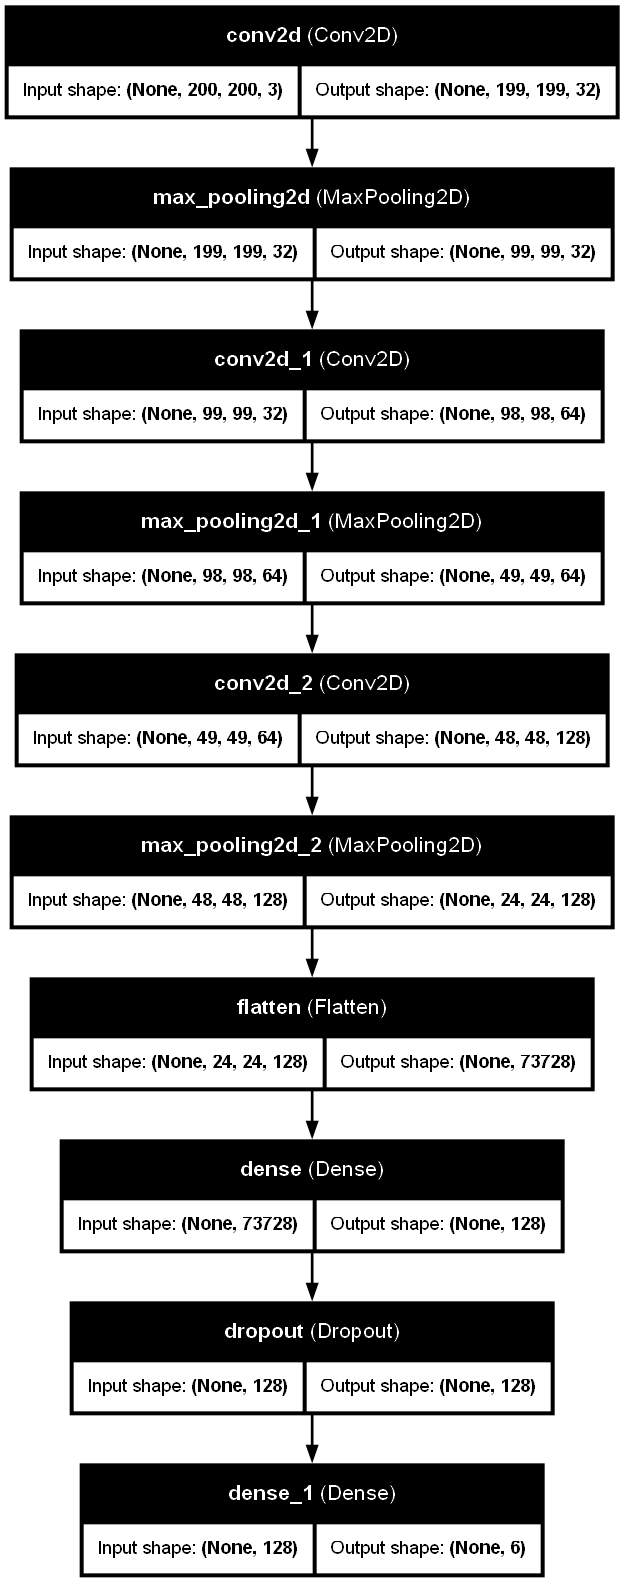 conv2d (Conv2D)
Input shape: (None, 200, 200, 3) Output shape: (None, 199, 199, 32)
max_pooling2d (MaxPooling2D)
Input shape: (None, 199, 199, 32) Output shape: (None, 99, 99, 32)
conv2d_1 (Conv2D)
Input shape: (None, 99, 99, 32) Output shape: (None, 98, 98, 64)
max_pooling2d_1 (MaxPooling2D)
Input shape: (None, 98, 98, 64) Output shape: (None, 49, 49, 64)
conv2d_2 (Conv2D)
Input shape: (None, 49, 49, 64) Output shape: (None, 48, 48, 128)
max_pooling2d_2 (MaxPooling2D)
Input shape: (None, 48, 48, 128) Output shape: (None, 24, 24, 128)
flatten (Flatten)
Input shape: (None, 24, 24, 128) Output shape: (None, 73728)
dense (Dense)
Input shape: (None, 73728) Output shape: (None, 128)
dropout (Dropout)
Input shape: (None, 128) Output shape: (None, 128)
dense_1 (Dense)
Input shape: (None, 128) Output shape: (None, 6)